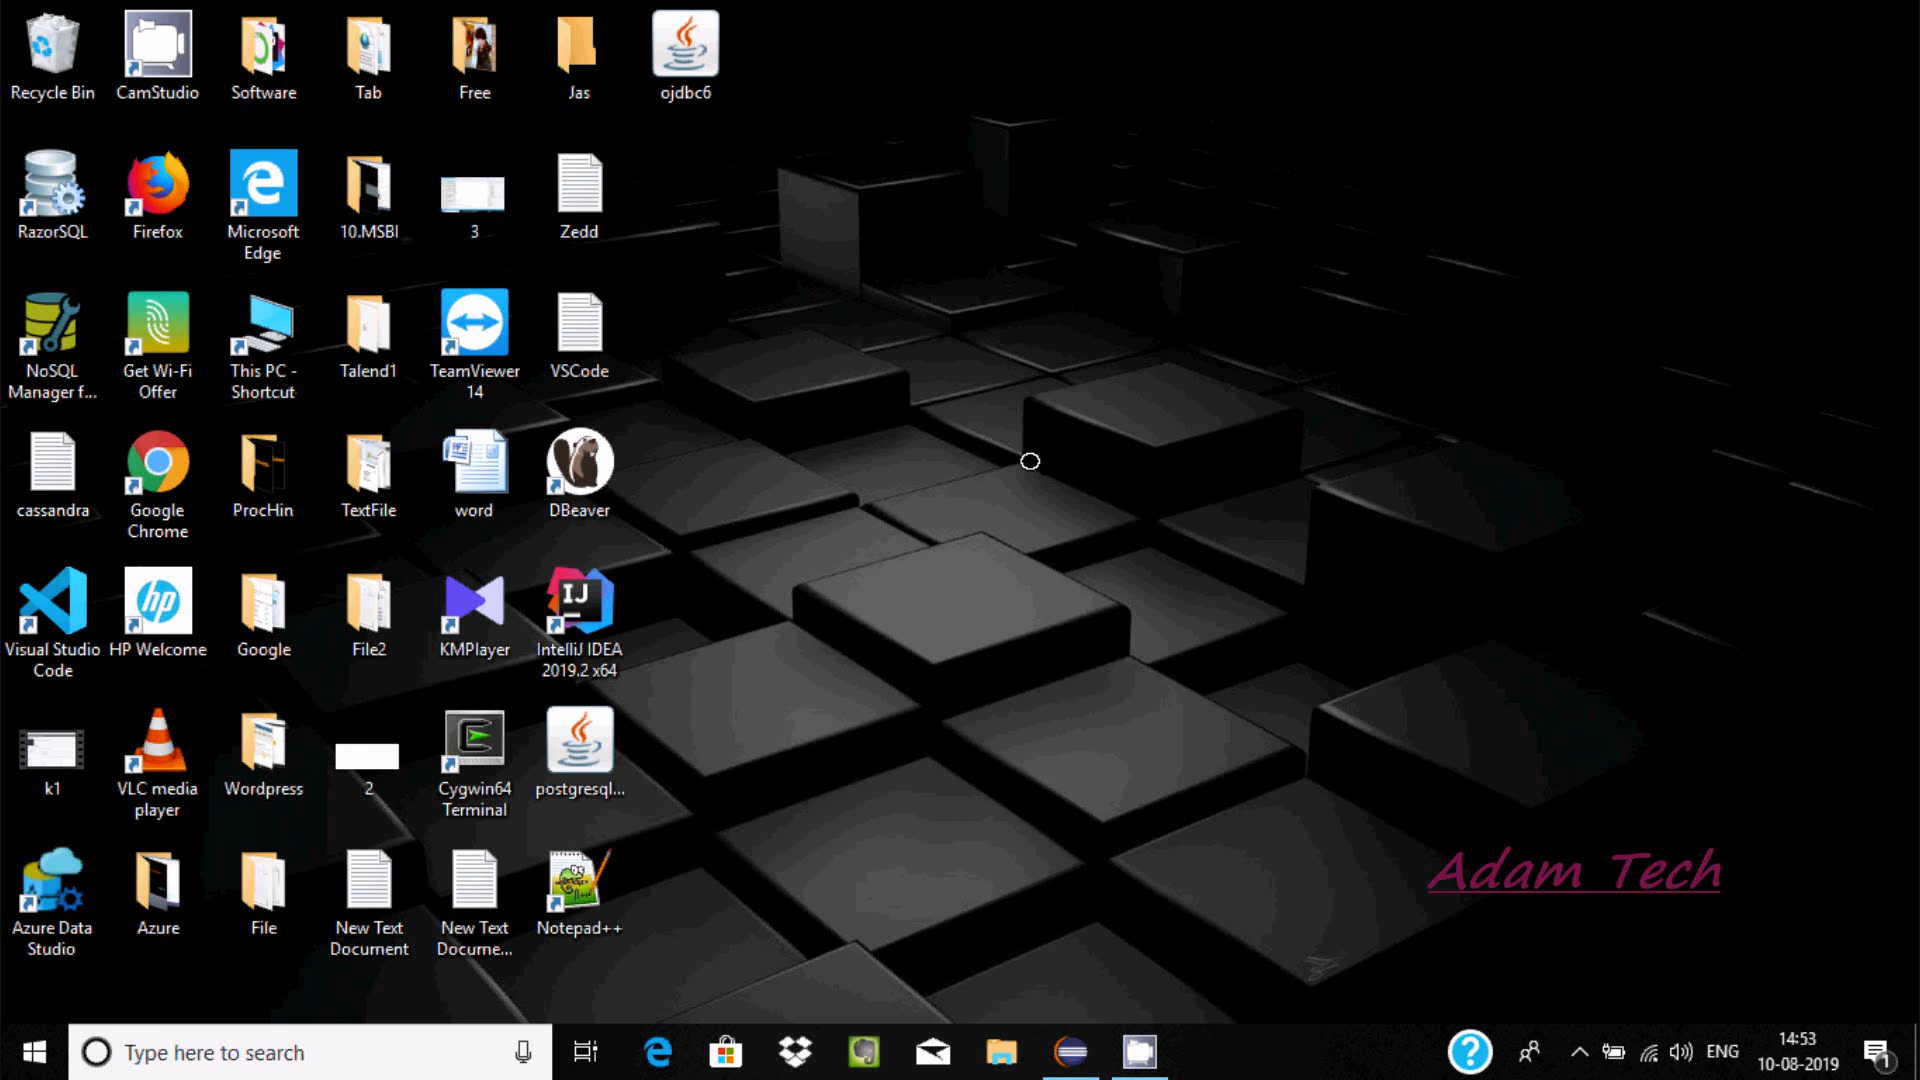 Recycle Bin
CamStudio
Software
Tab
Free
Jas
ojdbc6
RazorSQL
Firefox
Microsoft
Edge
10.MSBI
3
Zedd
NoSQL
Manager f...
Get Wi-Fi
Offer
This PC -
Shortcut
Talend1
TeamViewer
14
VSCode
cassandra
Google
Chrome
ProcHin
TextFile
word
DBeaver
Visual Studio
Code
hp
HP Welcome
Google
File2
KMPlayer
IJ
IntelliJ IDEA
2019.2 x64
k1
VLC media
player
Wordpress
2
Cygwin64
Terminal
postgresql...
Azure Data
Studio
Azure
File
New Text
Document
New Text
Docume...
Notepad++
Adam Tech
Type here to search
ENG
14:53
10-08-2019
1